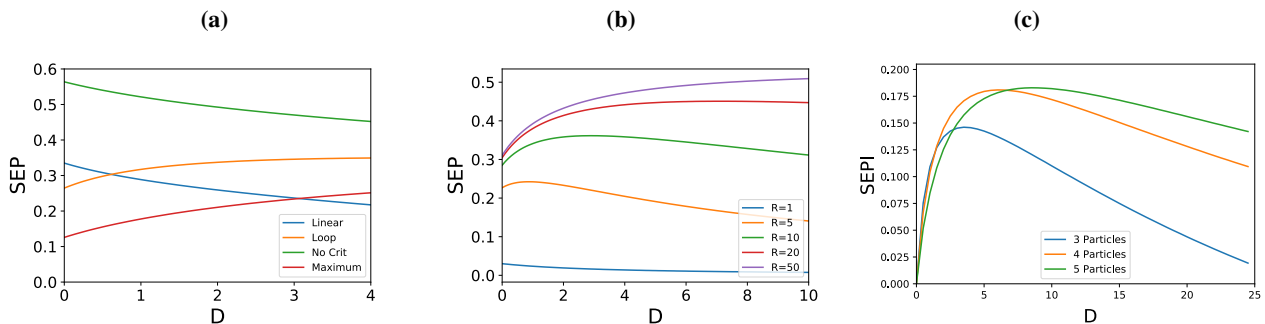 (a)
(b)
(c)
0.6
0.5
0.4
0.3
0.2
0.1
0.0
SEP
0
1
2
3
4
D
Linear
Loop
No Crit
Maximum
0.5
0.4
0.3
0.2
0.1
0.0
SEP
0
2
4
6
8
10
D
R=1
R=5
R=10
R=20
R=50
0.200
0.175
0.150
0.125
0.100
0.075
0.050
0.025
0.000
SEPI
0
5
10
15
20
25
D
3 Particles
4 Particles
5 Particles